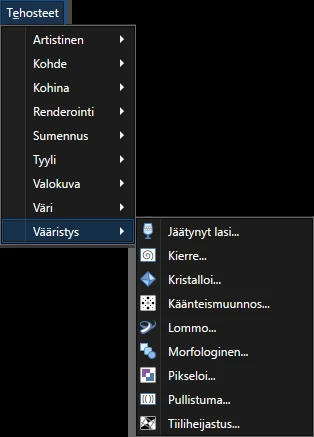 Tehosteet
Artistinen
Kohde
Kohina
Renderointi
Sumennus
Tyyli
Valokuva
Väri
Vääristys
Jäätynyt lasi...
Kierre...
Kristalloi...
Käänteismuunnos...
Lommo...
Morfologinen...
Pikseloi...
Pullistuma...
Tiiliheijastus...